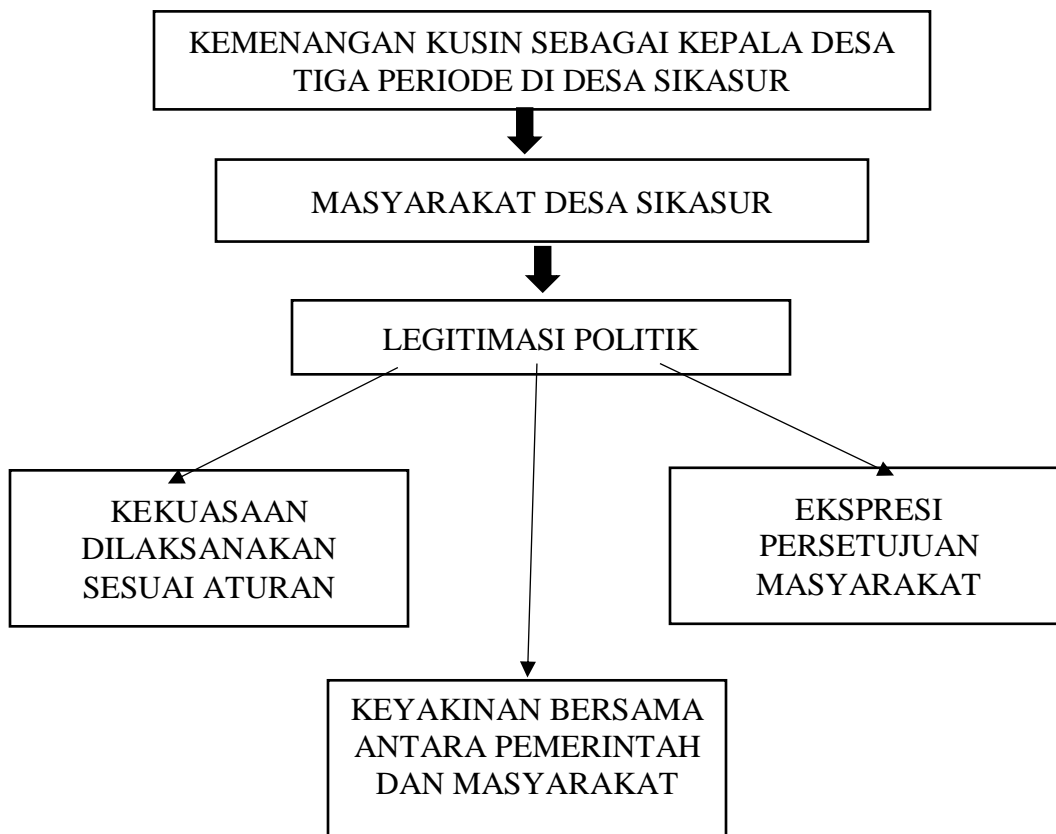 KEMENANGAN KUSIN SEBAGAI KEPALA DESA
TIGA PERIODE DI DESA SIKASUR
MASYARAKAT DESA SIKASUR
LEGITIMASI POLITIK
KEKUASAAN
DILAKSANAKAN
SESUAI ATURAN
EKSPRESI
PERSETUJUAN
MASYARAKAT
KEYAKINAN BERSAMA
ANTARA PEMERINTAH
DAN MASYARAKAT